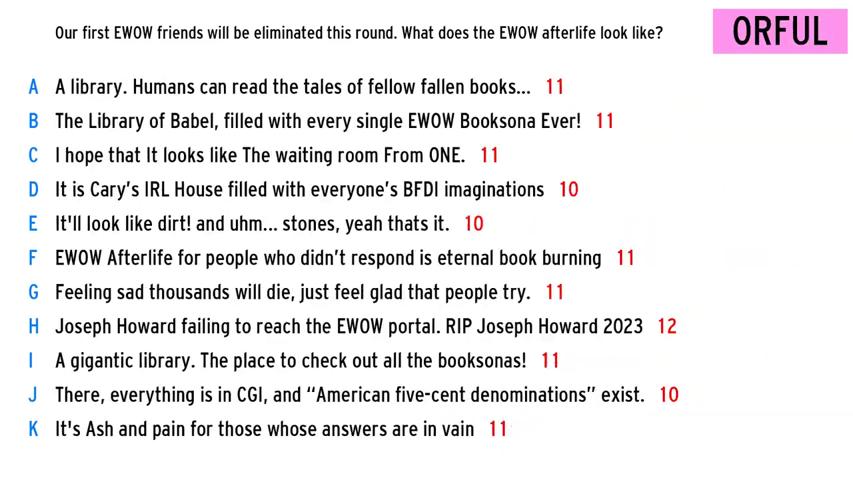 Our first EWOW friends will be eliminated this round. What does the EWOW afterlife look like?
ORFUL
A A library. Humans can read the tales of fellow fallen books... 11
B The Library of Babel, filled with every single EWOW Booksona Ever! 11
C I hope that It looks like The waiting room From ONE. 11
D It is Cary's IRL House filled with everyone's BFDI imaginations 10
E It'll look like dirt! and uhm... stones, yeah thats it. 10
F EWOW Afterlife for people who didn't respond is eternal book burning 11
G Feeling sad thousands will die, just feel glad that people try. 11
H Joseph Howard failing to reach the EWOW portal. RIP Joseph Howard 2023 12
I A gigantic library. The place to check out all the booksonas! 11
J There, everything is in CGI, and “American five-cent denominations” exist. 10
K It's Ash and pain for those whose answers are in vain 11